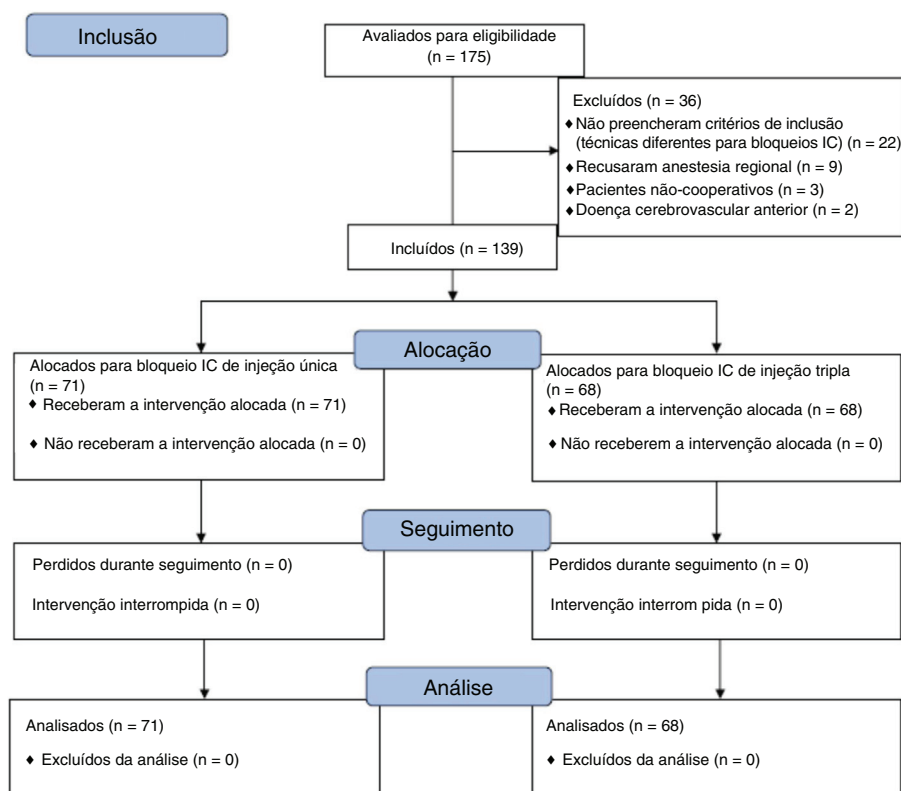 Inclusão
Avaliados para eligibilidade
(n = 175)
Excluídos (n = 36)
♦ Não preencheram critérios de inclusão
(técnicas diferentes para bloqueios IC) (n = 22)
♦ Recusaram anestesia regional (n = 9)
♦ Pacientes não-cooperativos (n = 3)
♦ Doença cerebrovascular anterior (n = 2)
Incluídos (n = 139)
Alocação
Alocados para bloqueio IC de injeção única
(n = 71)
♦ Receberam a intervenção alocada (n = 71)
♦ Não receberam a intervenção alocada (n = 0)
Alocados para bloqueio IC de injeção tripla
(n = 68)
♦ Receberam a intervenção alocada (n = 68)
♦ Não receberem a intervenção alocada (n = 0)
Seguimento
Perdidos durante seguimento (n = 0)
Intervenção interrompida (n = 0)
Perdidos durante seguimento (n = 0)
Intervenção interrom pida (n = 0)
Análise
Analisados (n = 71)
♦ Excluídos da análise (n = 0)
Analisados (n = 68)
♦ Excluídos da análise (n = 0)